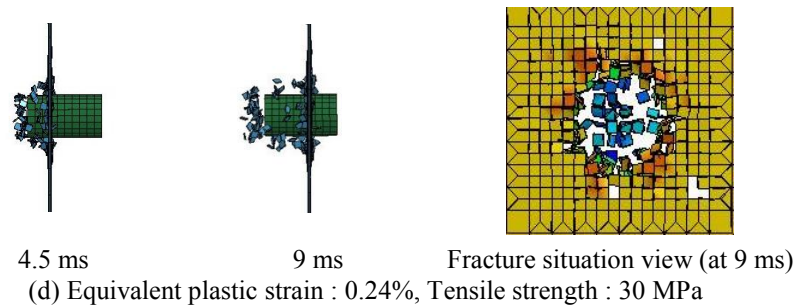 4.5 ms 9 ms Fracture situation view (at 9 ms)
(d) Equivalent plastic strain : 0.24%, Tensile strength : 30 MPa